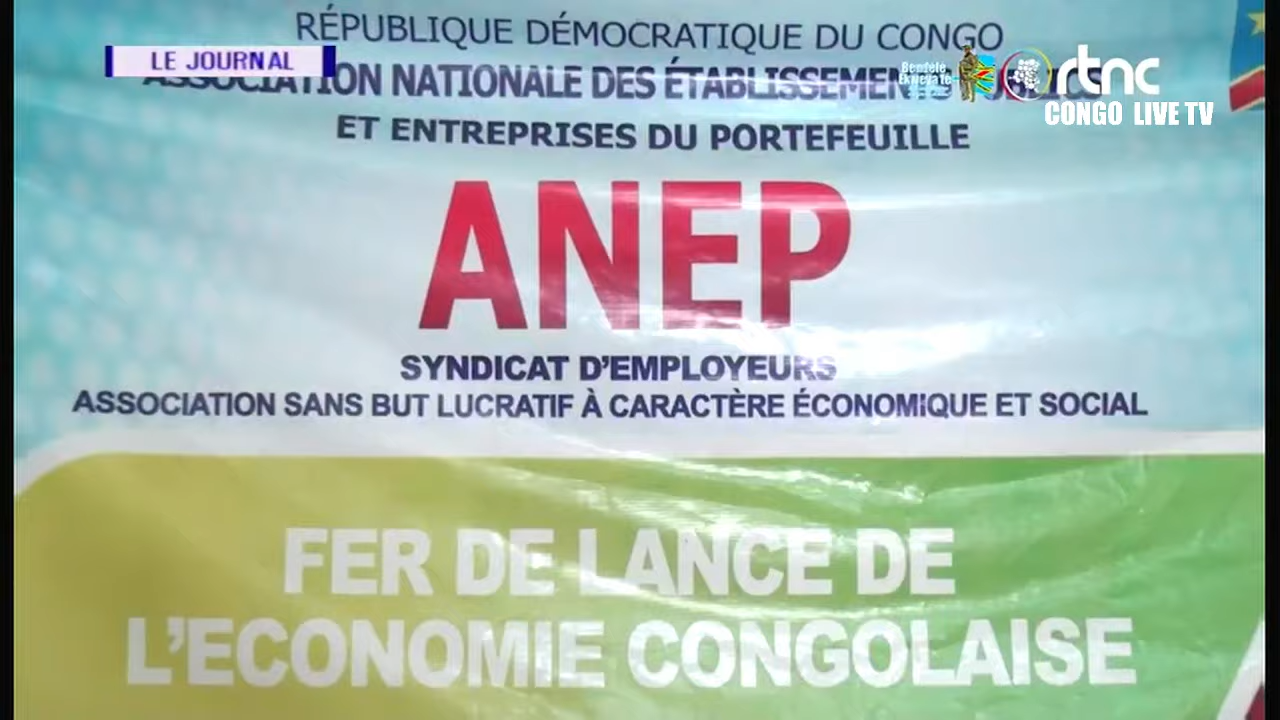 RÉPUBLIQUE DÉMOCRATIQUE DU CONGO
LE JOURNAL
rtnc
ASSOCIATION NATIONALE DES ÉTABLISSEMENTS
CONGO LIVE TV
ET ENTREPRISES DU PORTEFEUILLE
ANEP
SYNDICAT D'EMPLOYEURS
ASSOCIATION SANS BUT LUCRATIF À CARACTÈRE ÉCONOMIQUE ET SOCIAL
FER DE LANCE DE
L'ECONOMIE CONGOLAISE